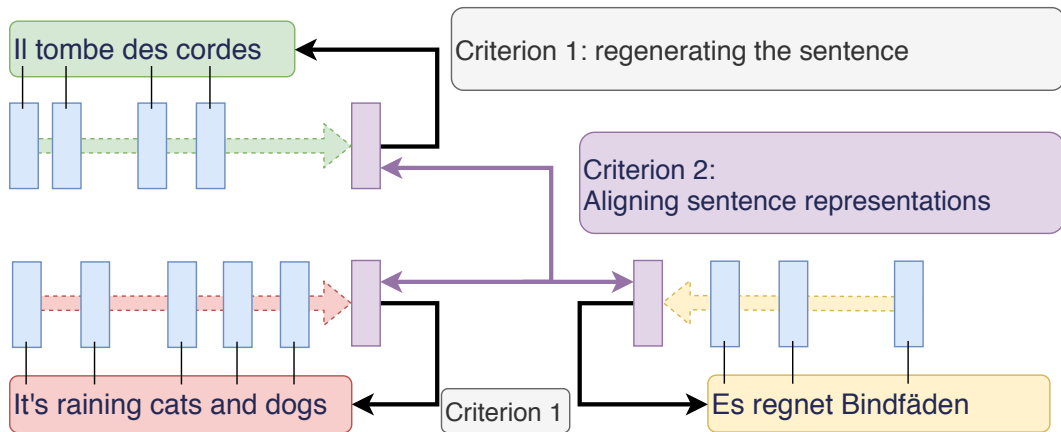 Il tombe des cordes
Criterion 1: regenerating the sentence
Criterion 2:
Aligning sentence representations
It's raining cats and dogs
Criterion 1
Es regnet Bindfäden